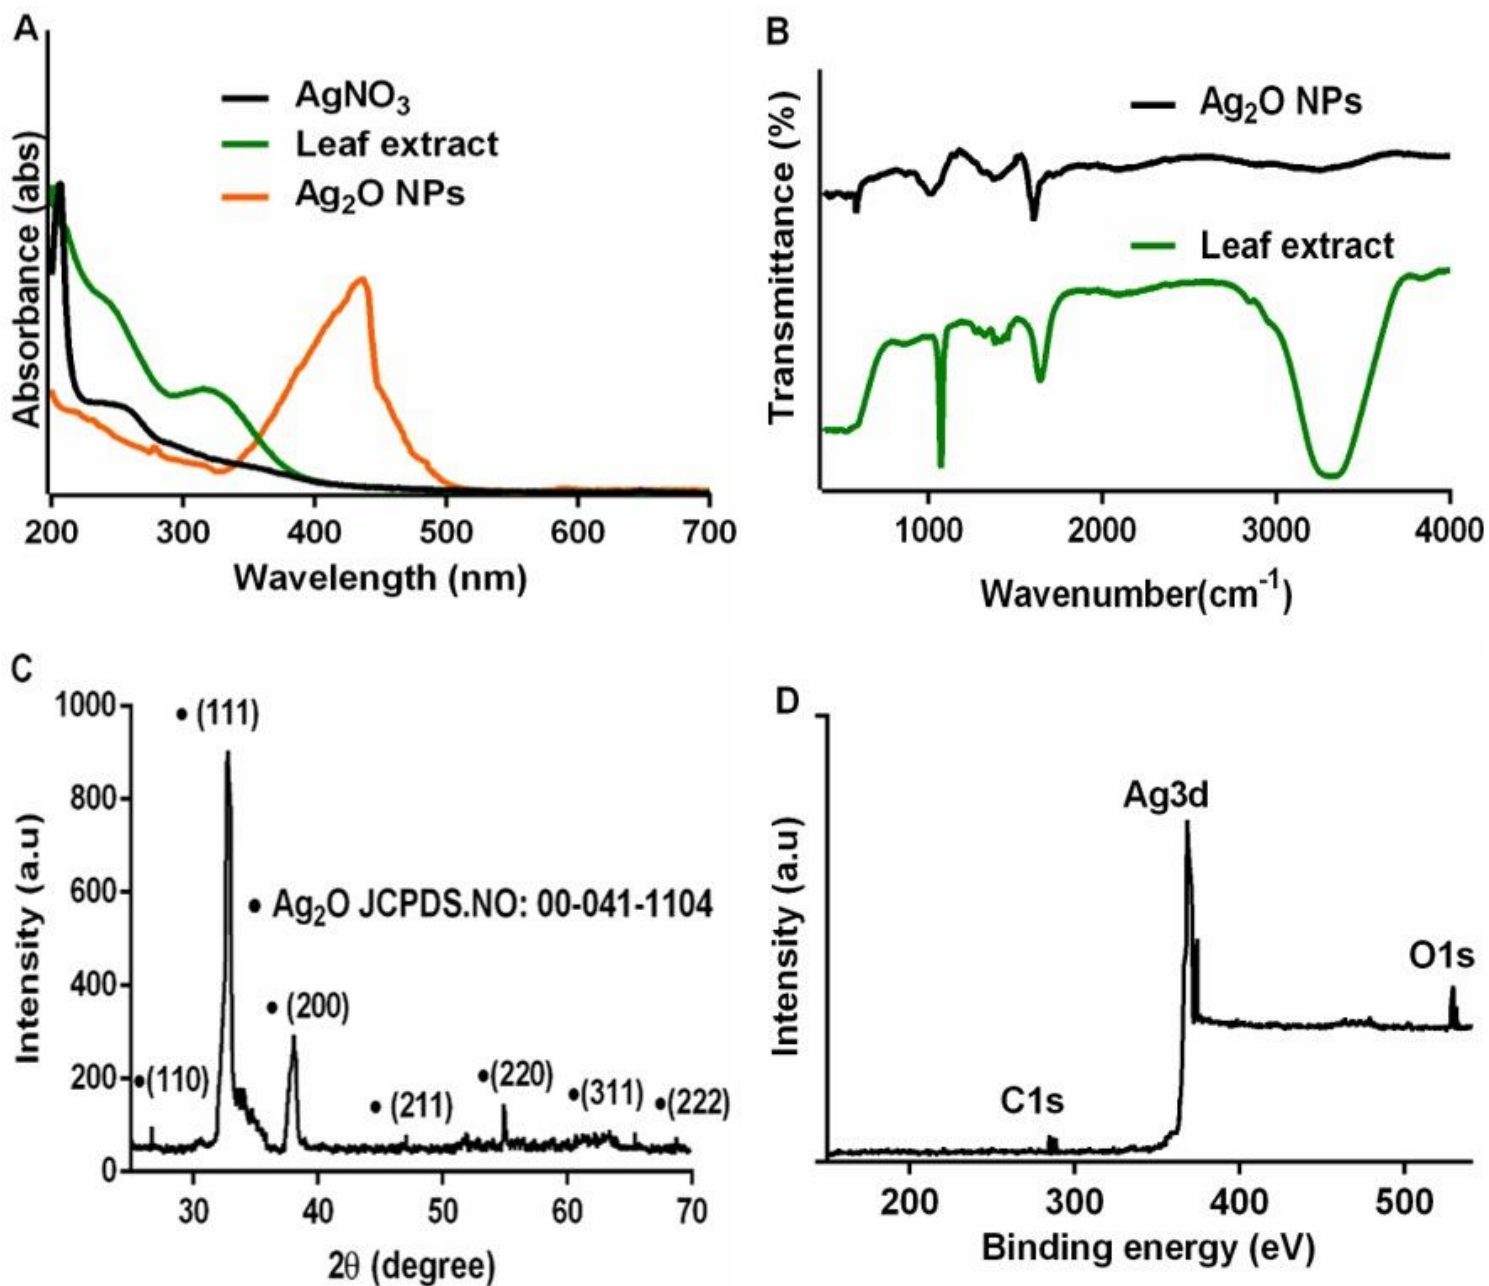 A
AgNO₃
Leaf extract
Ag₂O NPs
Absorbance (abs)
200 300 400 500 600 700
Wavelength (nm)
B
Ag₂O NPs
Leaf extract
Transmittance (%)
1000 2000 3000 4000
Wavenumber(cm⁻¹)
C
1000
800
600
400
200
0
• (111)
• Ag₂O JCPDS.NO: 00-041-1104
• (200)
•(110)
• (211)
• (220)
• (311)
•(222)
Intensity (a.u)
30 40 50 60 70
2θ (degree)
D
Ag3d
O1s
C1s
Intensity (a.u)
200 300 400 500
Binding energy (eV)